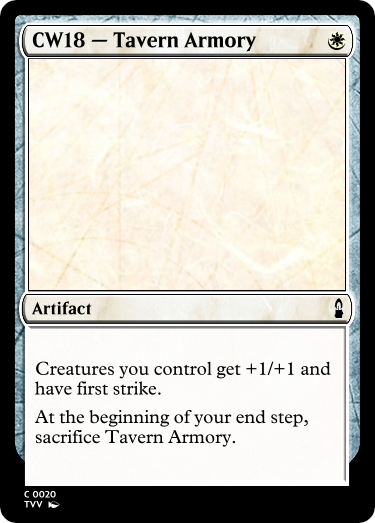 CW18 — Tavern Armory
Artifact
Creatures you control get +1/+1 and
have first strike.
At the beginning of your end step,
sacrifice Tavern Armory.
C 0020
TVV